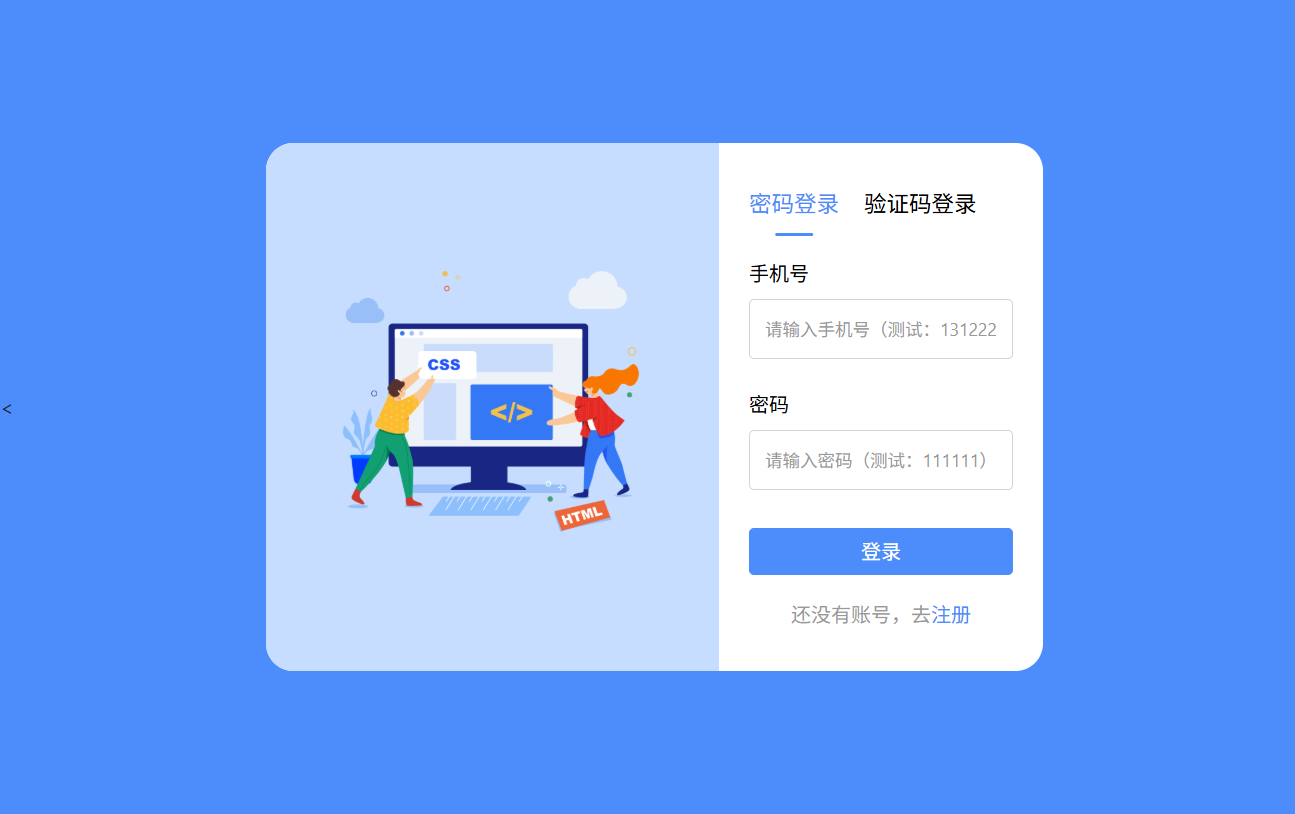 密码登录 验证码登录
手机号
请输入手机号（测试：131222
密码
请输入密码（测试：111111）
登录
还没有账号，去注册
<
CSS
</>
HTML